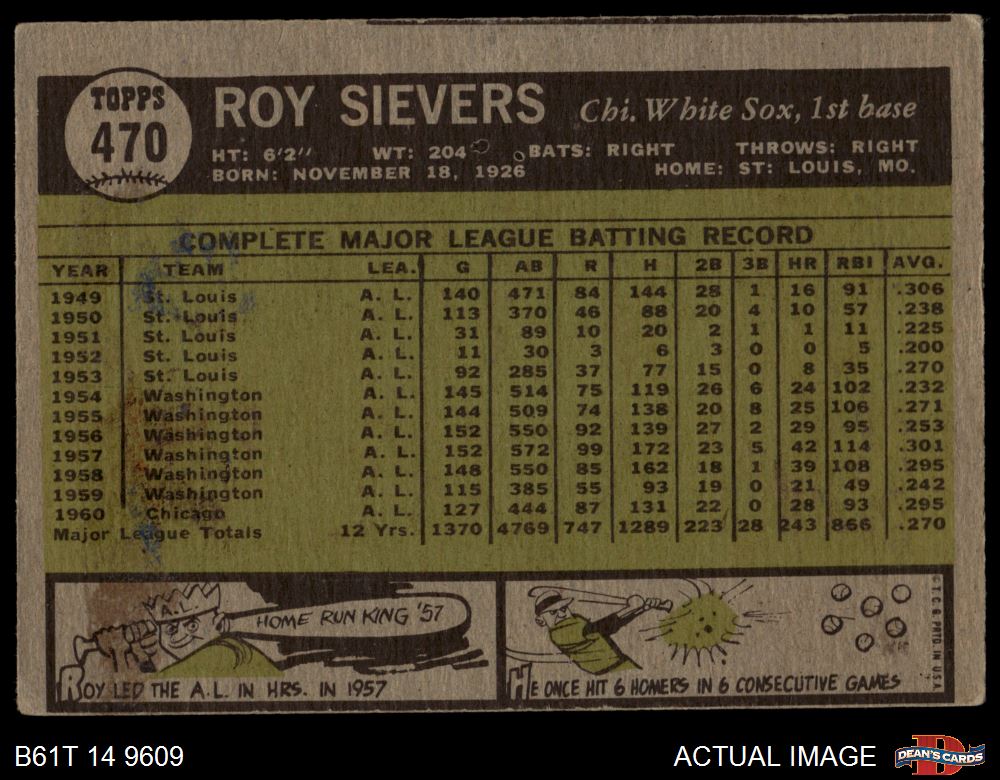 TOPPS
470
ROY SIEVERS Chi. White Sox, 1st base
HT: 6'2" WT: 204 BATS: RIGHT THROWS: RIGHT
BORN: NOVEMBER 18, 1926 HOME: ST: LOUIS, MO.
COMPLETE MAJOR LEAGUE BATTING RECORD
YEAR TEAM LEA. G AB R H 2B 3B HR RBI AVG.
1949 St. Louis A. L. 140 471 84 144 28 1 16 91 .306
1950 St. Louis A. L. 113 370 46 88 20 4 10 57 .238
1951 St. Louis A. L. 31 89 10 20 2 1 1 11 .225
1952 St. Louis A. L. 11 30 3 6 3 0 0 5 .200
1953 St. Louis A. L. 92 285 37 77 15 0 8 35 .270
1954 Washington A. L. 145 514 75 119 26 6 24 102 .232
1955 Washington A. L. 144 509 74 138 20 8 25 106 .271
1956 Washington A. L. 152 550 92 139 27 2 29 95 .253
1957 Washington A. L. 152 572 99 172 23 5 42 114 .301
1958 Washington A. L. 148 550 85 162 18 1 39 108 .295
1959 Washington A. L. 115 385 55 93 19 0 21 49 .242
1960 Chicago A. L. 127 444 87 131 22 0 28 93 .295
Major League Totals 12 Yrs. 1370 4769 747 1289 223 28 243 866 .270
A.L.
HOME RUN KING '57
ROY LED THE A.L. IN HRS. IN 1957
HE ONCE HIT 6 HOMERS IN 6 CONSECUTIVE GAMES
© T.C.G. PRTD. IN U.S.A.
B61T 14 9609
ACTUAL IMAGE
DEAN'S CARDS